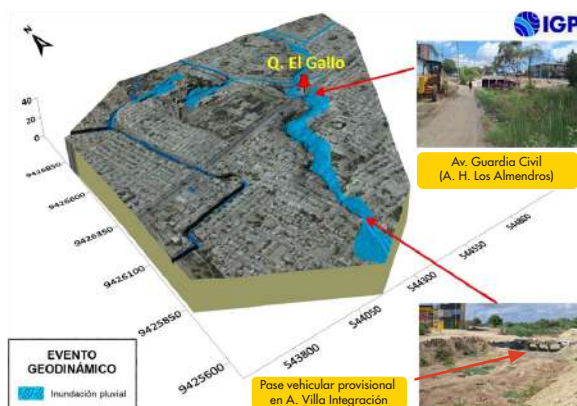 IGP
N
Q. El Gallo
40
20
0
Av. Guardia Civil
(A. H. Los Almendros)
9426850
9426600
9426350
9426100
9425850
9425600
543800
544050
544300
544550
544800
EVENTO
GEODINÁMICO
Inundación pluvial
Pase vehicular provisional
en A. Villa Integración